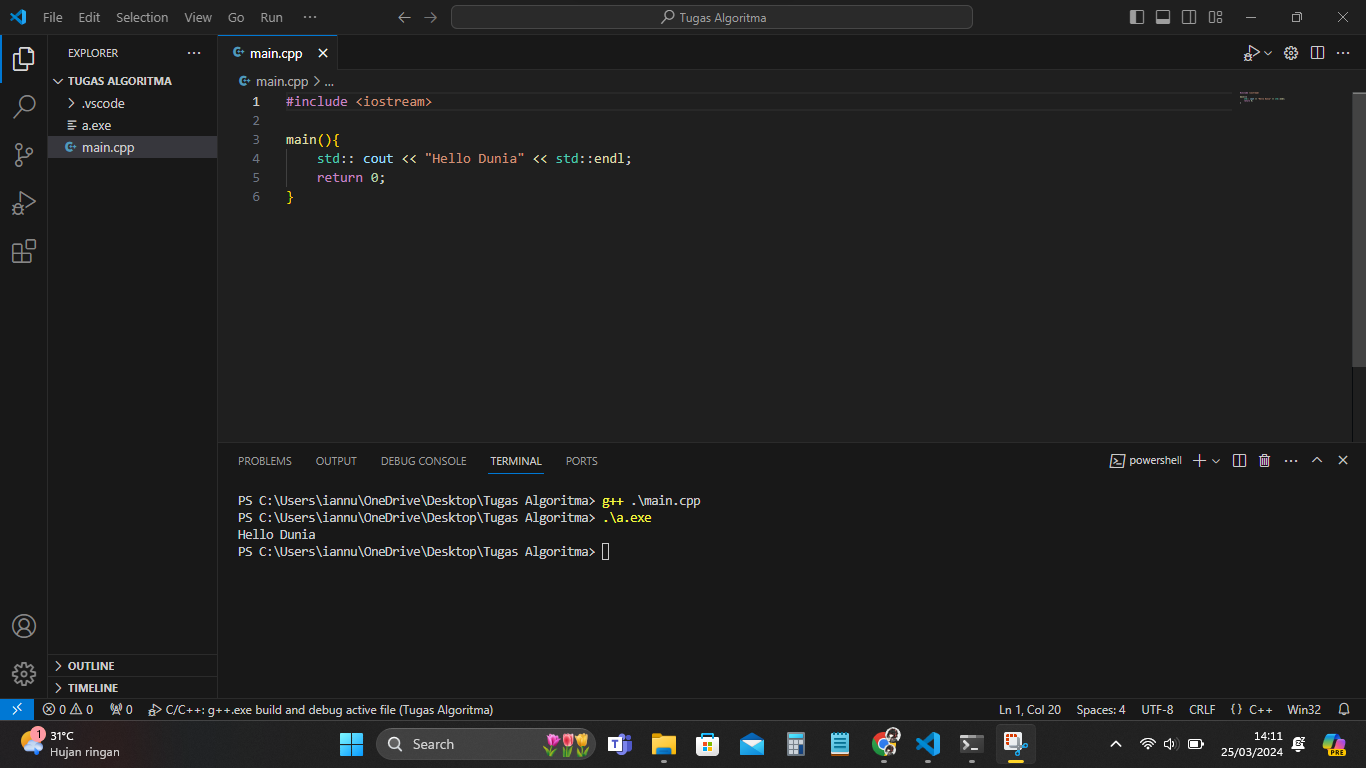 File Edit Selection View Go Run ··· Tugas Algoritma
EXPLORER ···
TUGAS ALGORITMA
.vscode
a.exe
main.cpp
main.cpp
main.cpp > ...
1 #include <iostream>
2
3 main(){
4 std:: cout << "Hello Dunia" << std::endl;
5 return 0;
6 }
PROBLEMS OUTPUT DEBUG CONSOLE TERMINAL PORTS powershell
PS C:\Users\iannu\OneDrive\Desktop\Tugas Algoritma> g++ .\main.cpp
PS C:\Users\iannu\OneDrive\Desktop\Tugas Algoritma> .\a.exe
Hello Dunia
PS C:\Users\iannu\OneDrive\Desktop\Tugas Algoritma>
OUTLINE
TIMELINE
0 0 0 C/C++: g++.exe build and debug active file (Tugas Algoritma) Ln 1, Col 20 Spaces: 4 UTF-8 CRLF {} C++ Win32
1
31°C
Hujan ringan
Search
14:11
25/03/2024
PRE